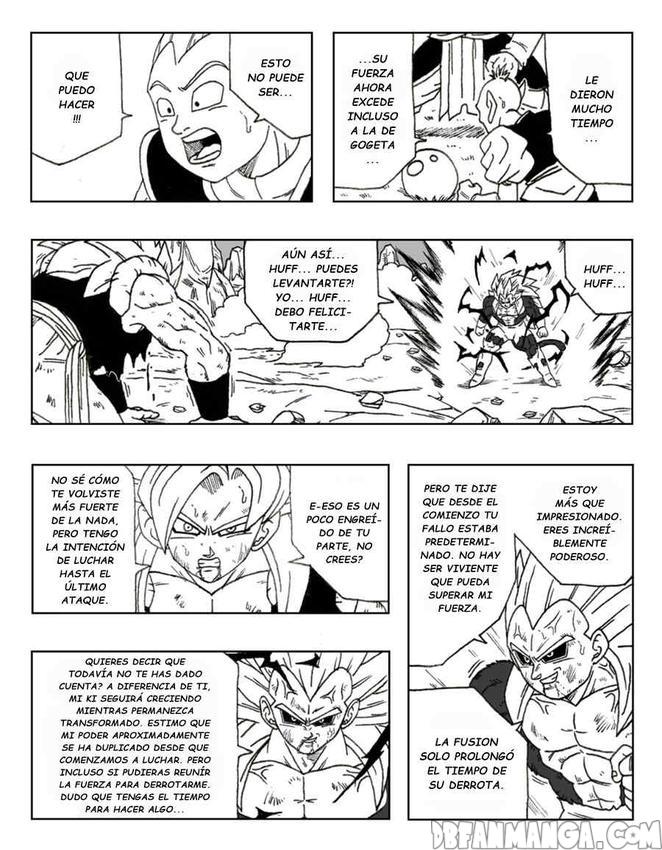 LE
DIERON
MUCHO
TIEMPO
...
...SU
FUERZA
AHORA
EXCEDE
INCLUSO
A LA DE
GOGETA
...
ESTO
NO PUEDE
SER...
QUE
PUEDO
HACER
!!!
HUFF...
HUFF...
AÚN ASÍ...
HUFF... PUEDES
LEVANTARTE?!
YO... HUFF...
DEBO FELICI-
TARTE...
ESTOY
MÁS QUE
IMPRESIONADO.
ERES INCREÍ-
BLEMENTE
PODEROSO.
PERO TE DIJE
QUE DESDE EL
COMIENZO TU
FALLO ESTABA
PREDETERMI-
NADO. NO HAY
SER VIVIENTE
QUE PUEDA
SUPERAR MI
FUERZA.
LA FUSION
SOLO PROLONGÓ
EL TIEMPO DE
SU DERROTA.
E-ESO ES UN
POCO ENGREÍ-
DO DE TU
PARTE, NO
CREES?
NO SÉ CÓMO
TE VOLVISTE
MÁS FUERTE
DE LA NADA,
PERO TENGO
LA INTENCIÓN
DE LUCHAR
HASTA EL
ÚLTIMO
ATAQUE.
QUIERES DECIR QUE
TODAVÍA NO TE HAS DADO
CUENTA? A DIFERENCIA DE TI,
MI KI SEGUIRÁ CRECIENDO
MIENTRAS PERMANEZCA
TRANSFORMADO. ESTIMO QUE
MI PODER APROXIMADAMENTE
SE HA DUPLICADO DESDE QUE
COMENZAMOS A LUCHAR. PERO
INCLUSO SI PUDIERAS REUNÍR
LA FUERZA PARA DERROTARME.
DUDO QUE TENGAS EL TIEMPO
PARA HACER ALGO...
DBFANMANGA.COM